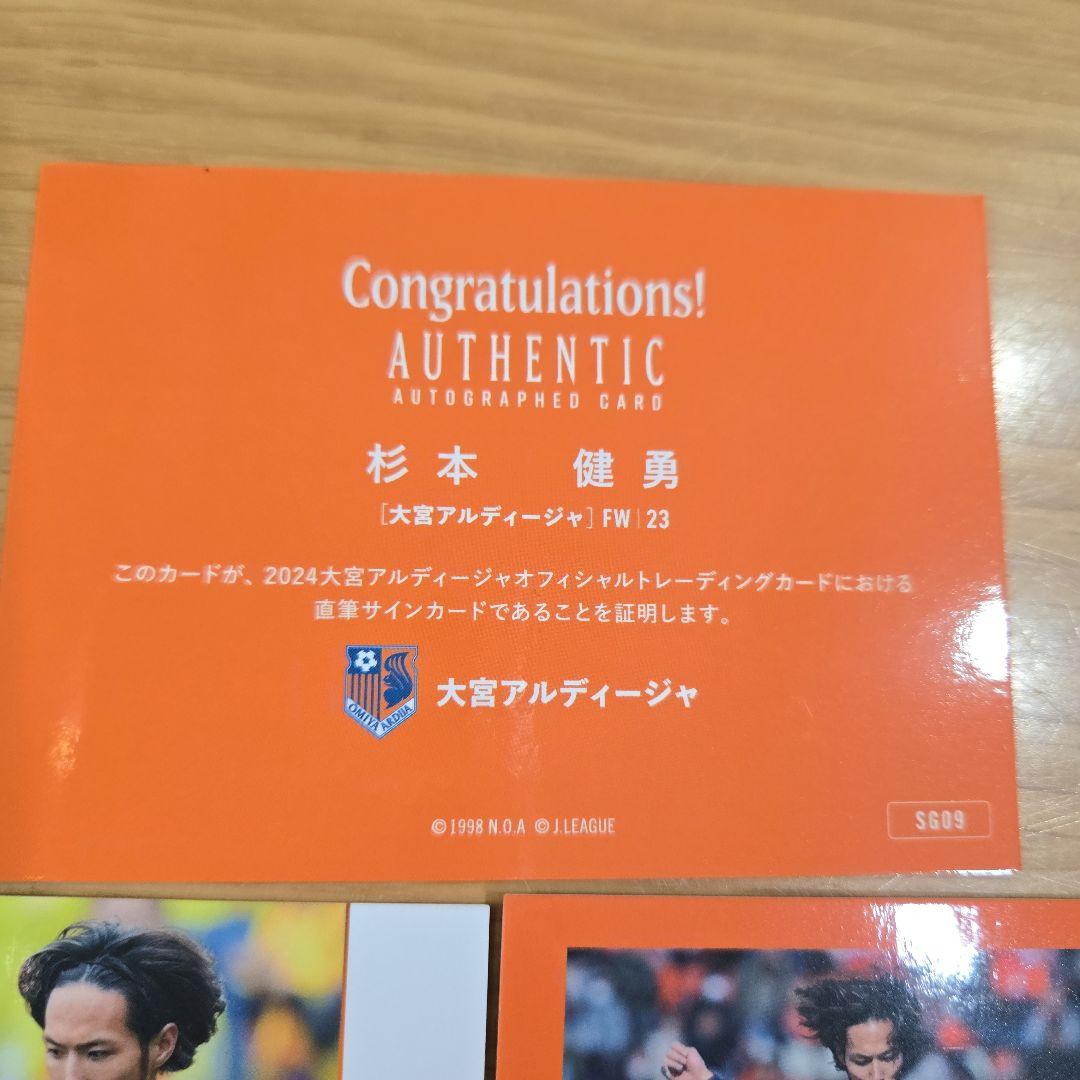 Congratulations!
AUTHENTIC
AUTOGRAPHED CARD
杉本 健勇
[大宮アルディージャ] FW|23
このカードが、2024大宮アルディージャオフィシャルトレーディングカードにおける
直筆サインカードであることを証明します。
OMIYA ARDIJA
大宮アルディージャ
©1998 N.O.A ©J.LEAGUE
SG09